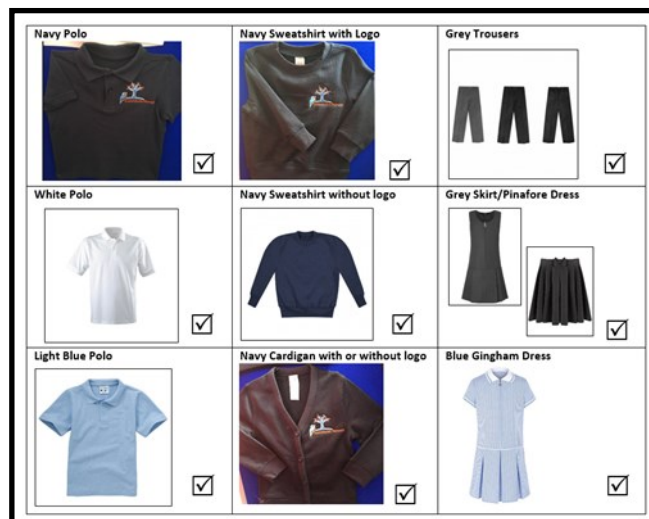 Navy Polo
Navy Sweatshirt with Logo
Grey Trousers
White Polo
Navy Sweatshirt without logo
Grey Skirt/Pinafore Dress
Light Blue Polo
Navy Cardigan with or without logo
Blue Gingham Dress